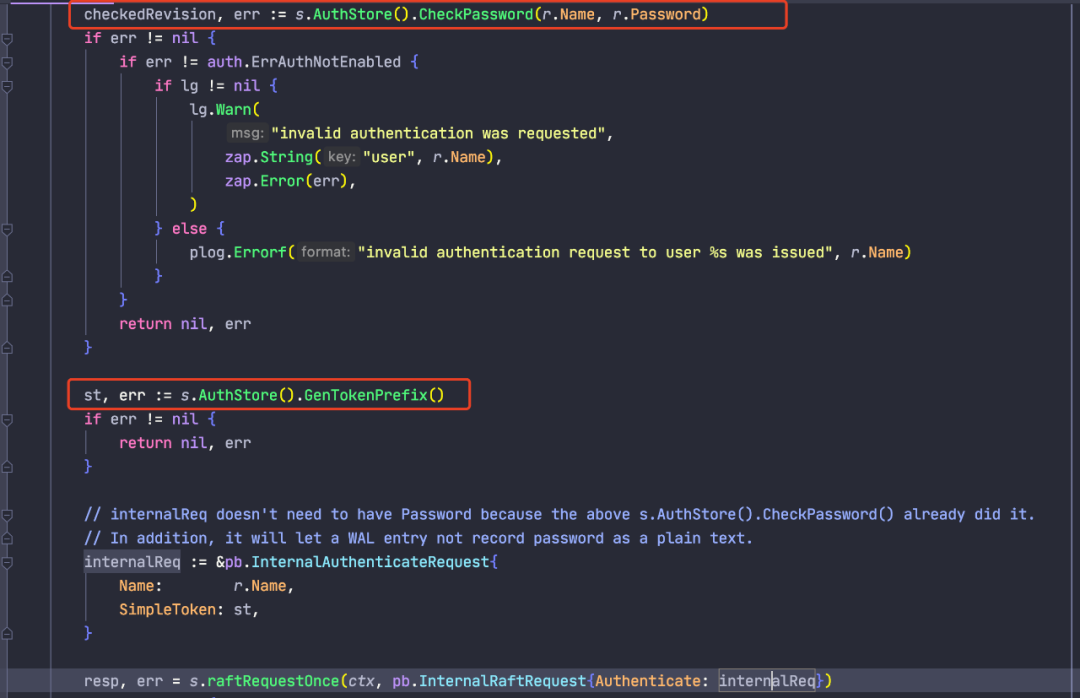 checkedRevision, err := s.AuthStore().CheckPassword(r.Name, r.Password)
if err != nil {
if err != auth.ErrAuthNotEnabled {
if lg != nil {
lg.Warn(
msg: "invalid authentication was requested",
zap.String( key: "user", r.Name),
zap.Error(err),
)
} else {
plog.Errorf( format: "invalid authentication request to user %s was issued", r.Name)
}
}
return nil, err
}
st, err := s.AuthStore().GenTokenPrefix()
if err != nil {
return nil, err
}
// internalReq doesn't need to have Password because the above s.AuthStore().CheckPassword() already did it.
// In addition, it will let a WAL entry not record password as a plain text.
internalReq := &pb.InternalAuthenticateRequest{
Name: r.Name,
SimpleToken: st,
}
resp, err = s.raftRequestOnce(ctx, pb.InternalRaftRequest{Authenticate: internalReq})